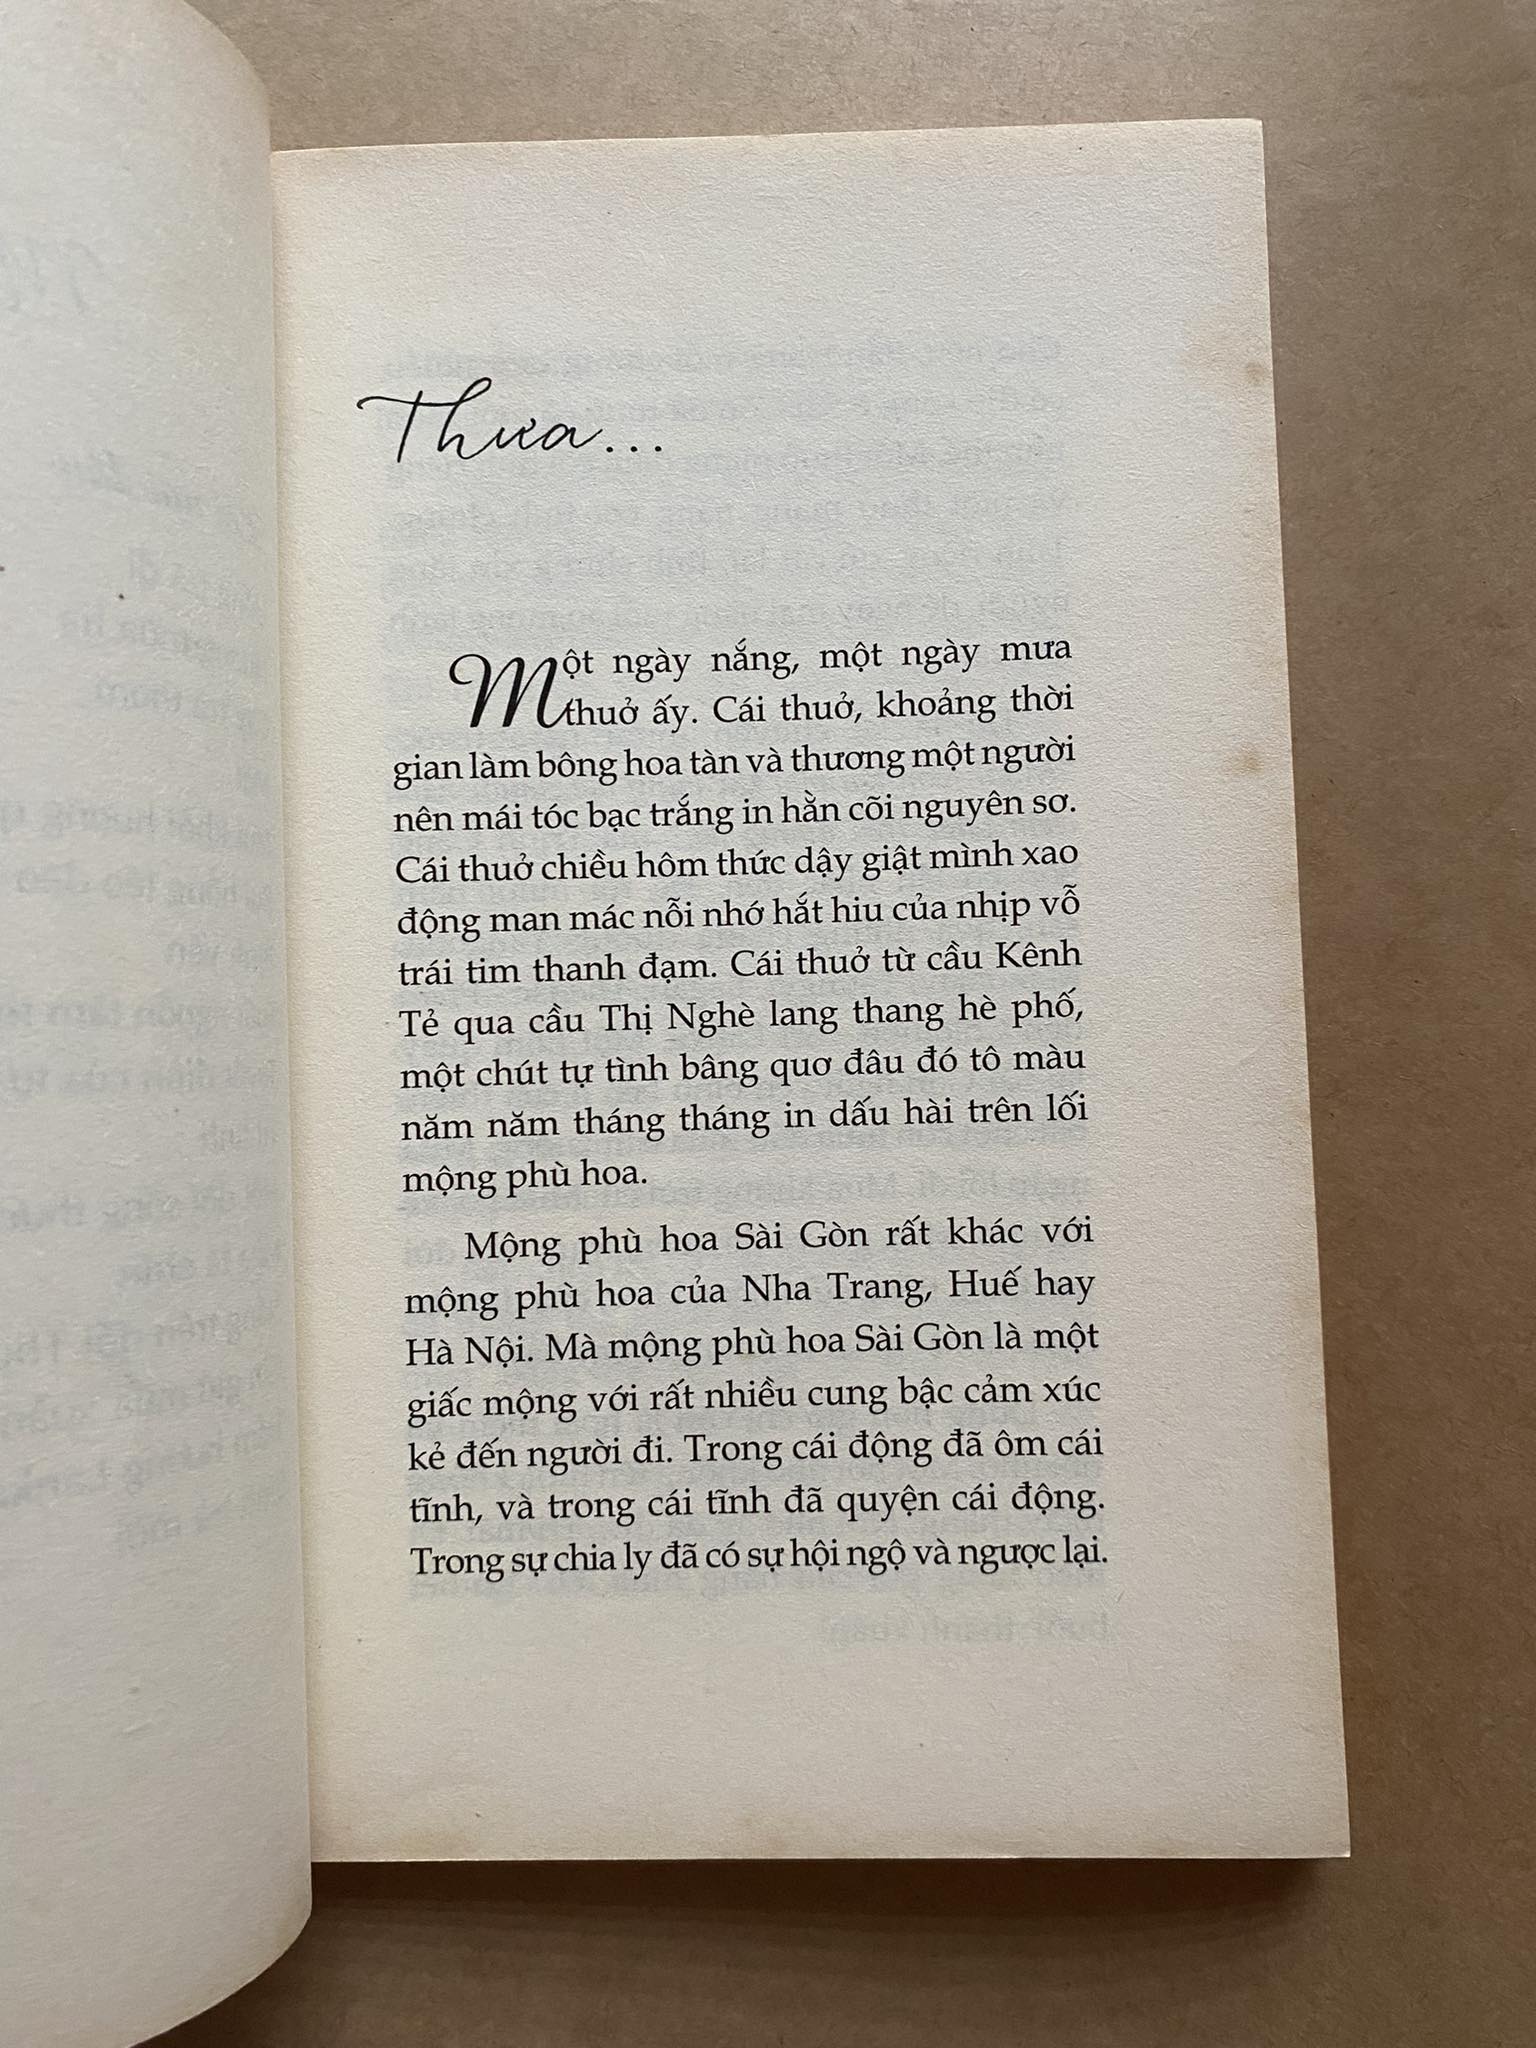 Thưa...
Một ngày nắng, một ngày mưa
thuở ấy. Cái thuở, khoảng thời
gian làm bông hoa tàn và thương một người
nên mái tóc bạc trắng in hằn cõi nguyên sơ.
Cái thuở chiều hôm thức dậy giật mình xao
động man mác nỗi nhớ hắt hiu của nhịp vỗ
trái tim thanh đạm. Cái thuở từ cầu Kênh
Tẻ qua cầu Thị Nghè lang thang hè phố,
một chút tự tình bâng quơ đâu đó tô màu
năm năm tháng tháng in dấu hài trên lối
mộng phù hoa.
Mộng phù hoa Sài Gòn rất khác với
mộng phù hoa của Nha Trang, Huế hay
Hà Nội. Mà mộng phù hoa Sài Gòn là một
giấc mộng với rất nhiều cung bậc cảm xúc
kẻ đến người đi. Trong cái động đã ôm cái
tĩnh, và trong cái tĩnh đã quyện cái động.
Trong sự chia ly đã có sự hội ngộ và ngược lại.